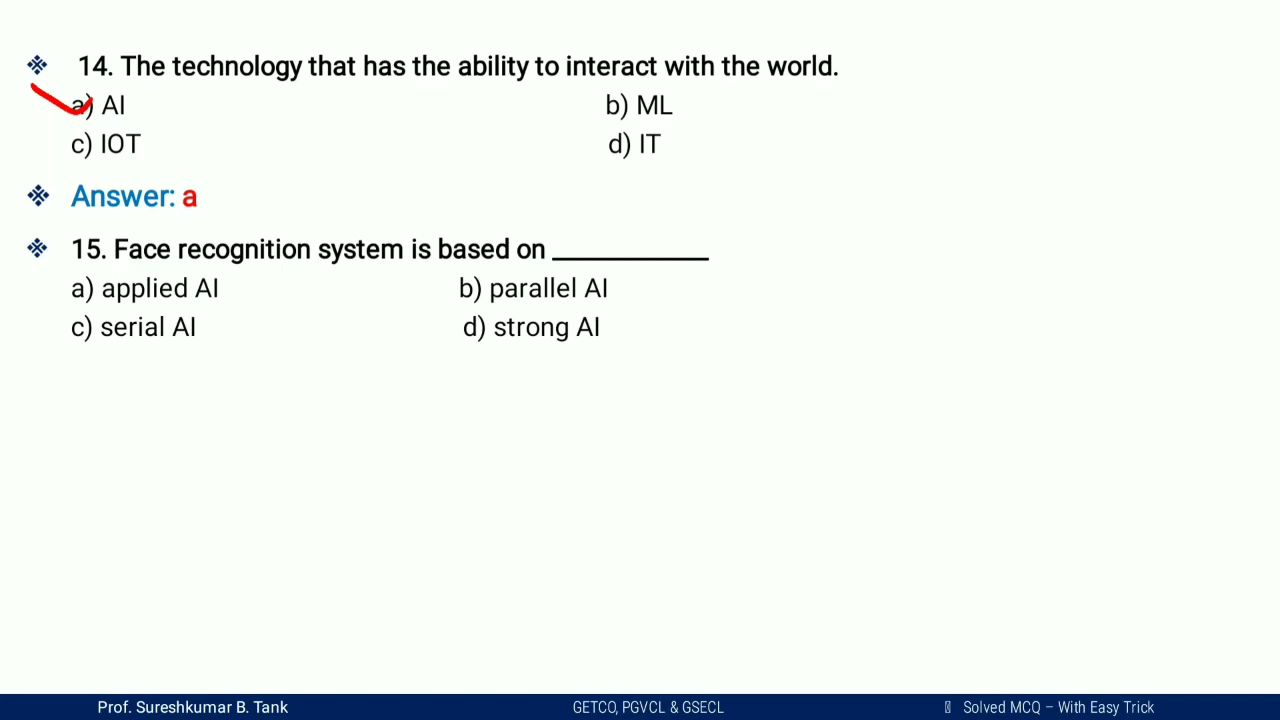 14. The technology that has the ability to interact with the world.
a) AI b) ML
c) IOT d) IT
Answer: a
15. Face recognition system is based on ___________
a) applied AI b) parallel AI
c) serial AI d) strong AI
Prof. Sureshkumar B. Tank GETCO, PGVCL & GSECL Solved MCQ – With Easy Trick